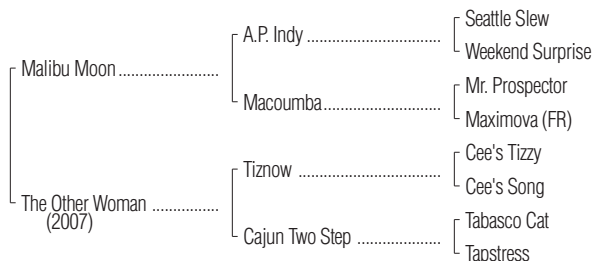 Seattle Slew
A.P. Indy ..............................
Weekend Surprise
Malibu Moon ......................
Mr. Prospector
Macoumba..........................
Maximova (FR)
Cee's Tizzy
Tiznow ................................
Cee's Song
The Other Woman ...............
(2007)
Tabasco Cat
Cajun Two Step ...................
Tapstress